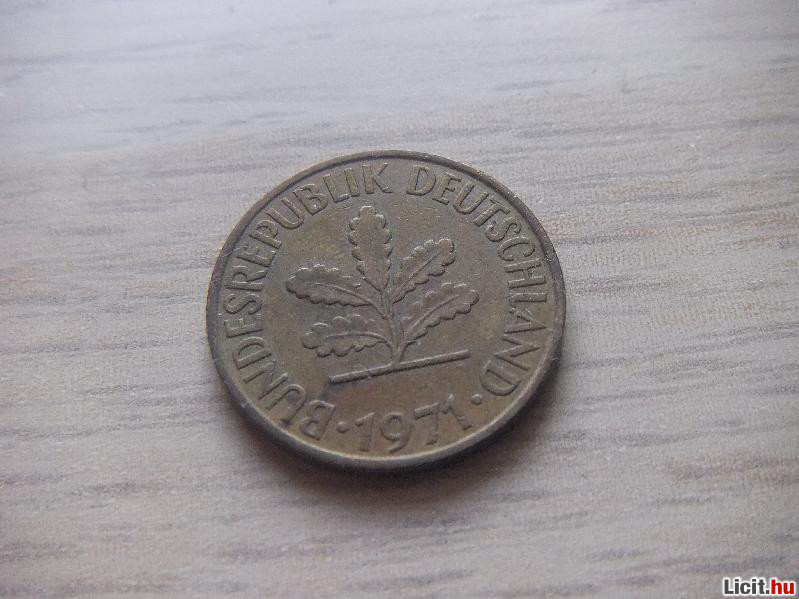 BUNDESREPUBLIK DEUTSCHLAND
· 1971 ·
Licit.hu